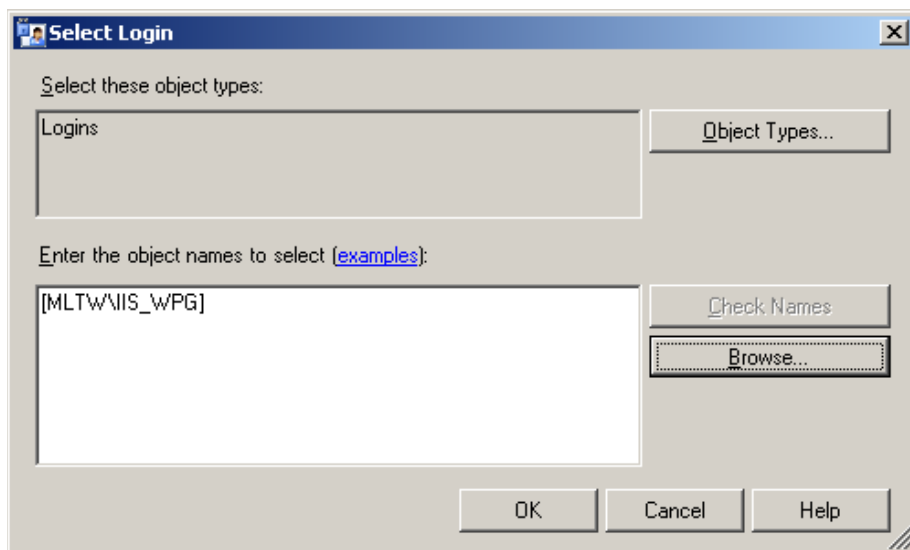 Select Login
Select these object types:
Logins
Object Types...
Enter the object names to select (examples):
[MLTW\IIS_WPG]
Check Names
Browse...
OK Cancel Help